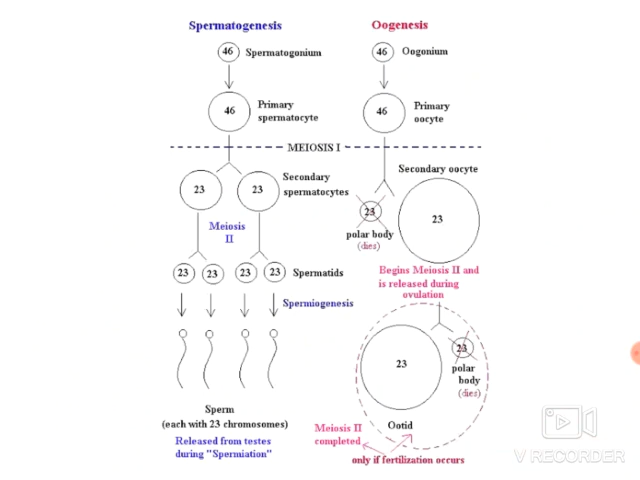 Spermatogenesis
46
Spermatogonium
46
Primary
spermatocyte
Oogenesis
46
Oogonium
46
Primary
oocyte
MEIOSIS I
23
23
Secondary
spermatocytes
Meiosis
II
23
23
23
23
Spermatids
Spermiogenesis
Sperm
(each with 23 chromosomes)
Released from testes
during "Spermiation"
Secondary oocyte
23
23
polar body
(dies)
Begins Meiosis II and
is released during
ovulation
23
23
polar
body
(dies)
Ootid
Meiosis II
completed
only if fertilization occurs
V RECORDER